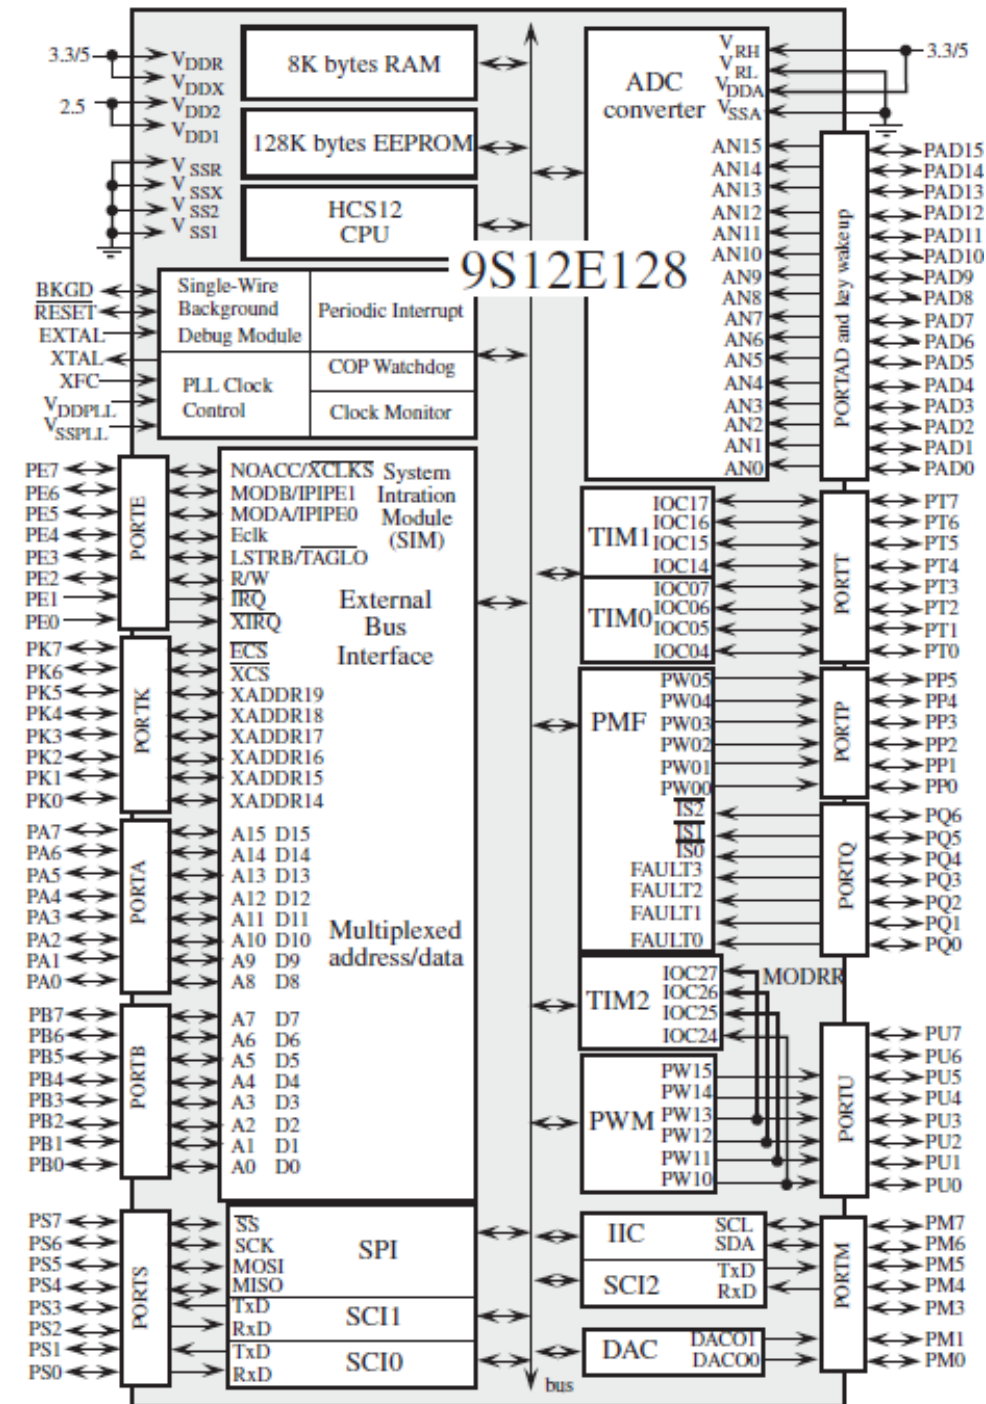 3.3/5
2.5
VDDR
VDDX
VDD2
VDD1
VSSR
VSSX
VSS2
VSS1
8K bytes RAM
128K bytes EEPROM
HCS12
CPU
ADC
converter
VRH
VRL
VDDA
VSSA
3.3/5
9S12E128
BKGD
RESET
EXTAL
XTAL
XFC
VDDPLL
VSSPLL
Single-Wire
Background
Debug Module
Periodic Interrupt
PLL Clock
Control
COP Watchdog
Clock Monitor
AN15
AN14
AN13
AN12
AN11
AN10
AN9
AN8
AN7
AN6
AN5
AN4
AN3
AN2
AN1
AN0
PORTAD and key wakeup
PAD15
PAD14
PAD13
PAD12
PAD11
PAD10
PAD9
PAD8
PAD7
PAD6
PAD5
PAD4
PAD3
PAD2
PAD1
PAD0
PE7
PE6
PE5
PE4
PE3
PE2
PE1
PE0
PORTE
NOACC/XCLKS
MODB/IPIPE1
MODA/IPIPE0
Eclk
LSTRB/TAGLO
R/W
IRQ
XIRQ
System
Intration
Module
(SIM)
External
Bus
Interface
PK7
PK6
PK5
PK4
PK3
PK2
PK1
PK0
PORTK
ECS
XCS
XADDR19
XADDR18
XADDR17
XADDR16
XADDR15
XADDR14
PA7
PA6
PA5
PA4
PA3
PA2
PA1
PA0
PORTA
A15 D15
A14 D14
A13 D13
A12 D12
A11 D11
A10 D10
A9 D9
A8 D8
Multiplexed
address/data
PB7
PB6
PB5
PB4
PB3
PB2
PB1
PB0
PORTB
A7 D7
A6 D6
A5 D5
A4 D4
A3 D3
A2 D2
A1 D1
A0 D0
PS7
PS6
PS5
PS4
PS3
PS2
PS1
PS0
PORTS
SS
SCK
MOSI
MISO
TxD
RxD
TxD
RxD
SPI
SCI1
SCI0
TIM1
IOC17
IOC16
IOC15
IOC14
TIM0
IOC07
IOC06
IOC05
IOC04
PORTT
PT7
PT6
PT5
PT4
PT3
PT2
PT1
PT0
PMF
PW05
PW04
PW03
PW02
PW01
PW00
IS2
IS1
IS0
FAULT3
FAULT2
FAULT1
FAULT0
PORTP
PP5
PP4
PP3
PP2
PP1
PP0
PORTQ
PQ6
PQ5
PQ4
PQ3
PQ2
PQ1
PQ0
TIM2
IOC27
IOC26
IOC25
IOC24
MODRR
PWM
PW15
PW14
PW13
PW12
PW11
PW10
PORTU
PU7
PU6
PU5
PU4
PU3
PU2
PU1
PU0
IIC
SCL
SDA
SCI2
TxD
RxD
DAC
DACO1
DACO0
PORTM
PM7
PM6
PM5
PM4
PM3
PM1
PM0
bus